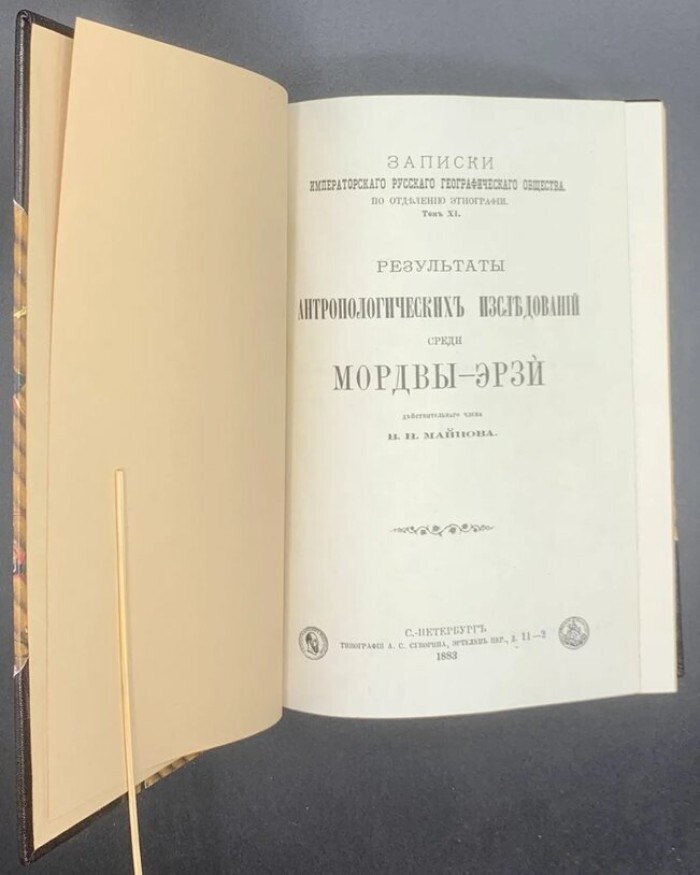 ЗАПИСКИ
ИМПЕРАТОРСКАГО РУССКАГО ГЕОГРАФИЧЕСКАГО ОБЩЕСТВА.
ПО ОТДѢЛЕНІЮ ЭТНОГРАФІИ.
Томъ XI.
РЕЗУЛЬТАТЫ
АНТРОПОЛОГИЧЕСКИХЪ ИЗСЛѢДОВАНІЙ
СРЕДИ
МОРДВЫ—ЭРЗИ
ДѢЙСТВИТЕЛЬНАГО ЧЛЕНА
В. Н. МАЙНОВА.
С.-ПЕТЕРБУРГЪ
ТИПОГРАФІЯ А. С. СУВОРИНА, ЭРТЕЛЕВЪ ПЕР., Д. 11—2
1883